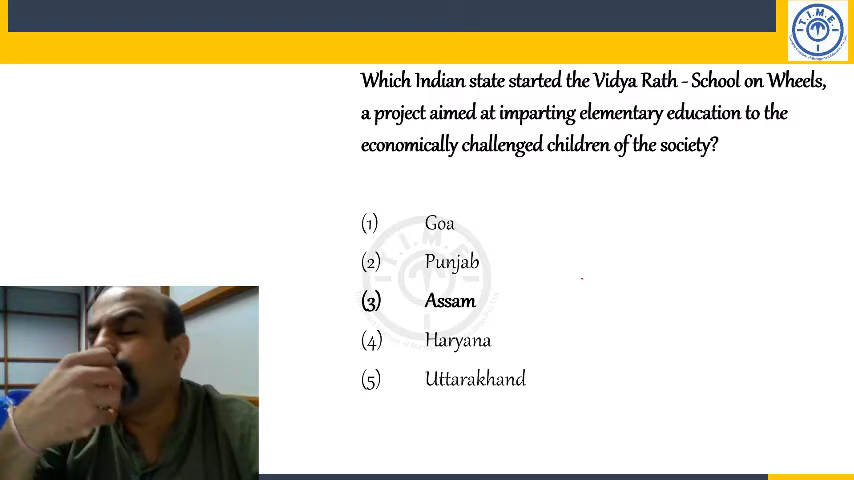 T.I.M.E.
Which Indian state started the Vidya Rath - School on Wheels,
a project aimed at imparting elementary education to the
economically challenged children of the society?
(1) Goa
(2) Punjab
(3) Assam
(4) Haryana
(5) Uttarakhand
T.I.M.E.